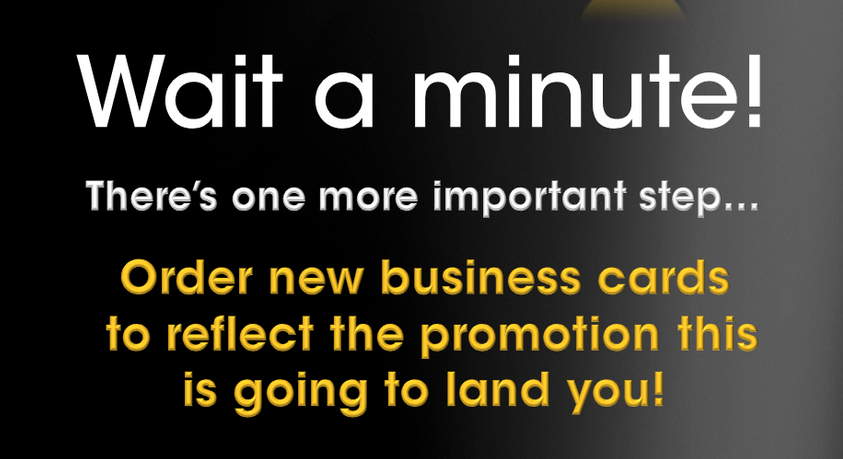 Wait a minute!
There's one more important step...
Order new business cards
to reflect the promotion this
is going to land you!